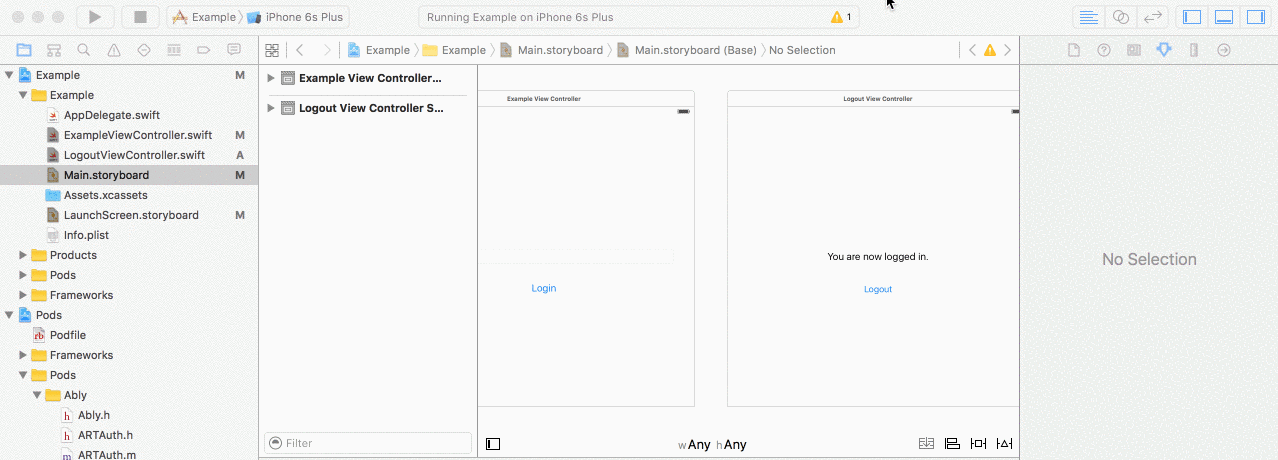 Example iPhone 6s Plus
Running Example on iPhone 6s Plus
1
Example Example Main.storyboard Main.storyboard (Base) No Selection
Example M
Example
AppDelegate.swift
ExampleViewController.swift M
LogoutViewController.swift A
Main.storyboard M
Assets.xcassets
LaunchScreen.storyboard M
Info.plist
Products
Pods
Frameworks
Pods
Podfile
Frameworks
Pods
Ably
Ably.h
ARTAuth.h
ARTAuth.m
Example View Controller...
Logout View Controller S...
Filter
Example View Controller
Login
Logout View Controller
You are now logged in.
Logout
wAny hAny
No Selection